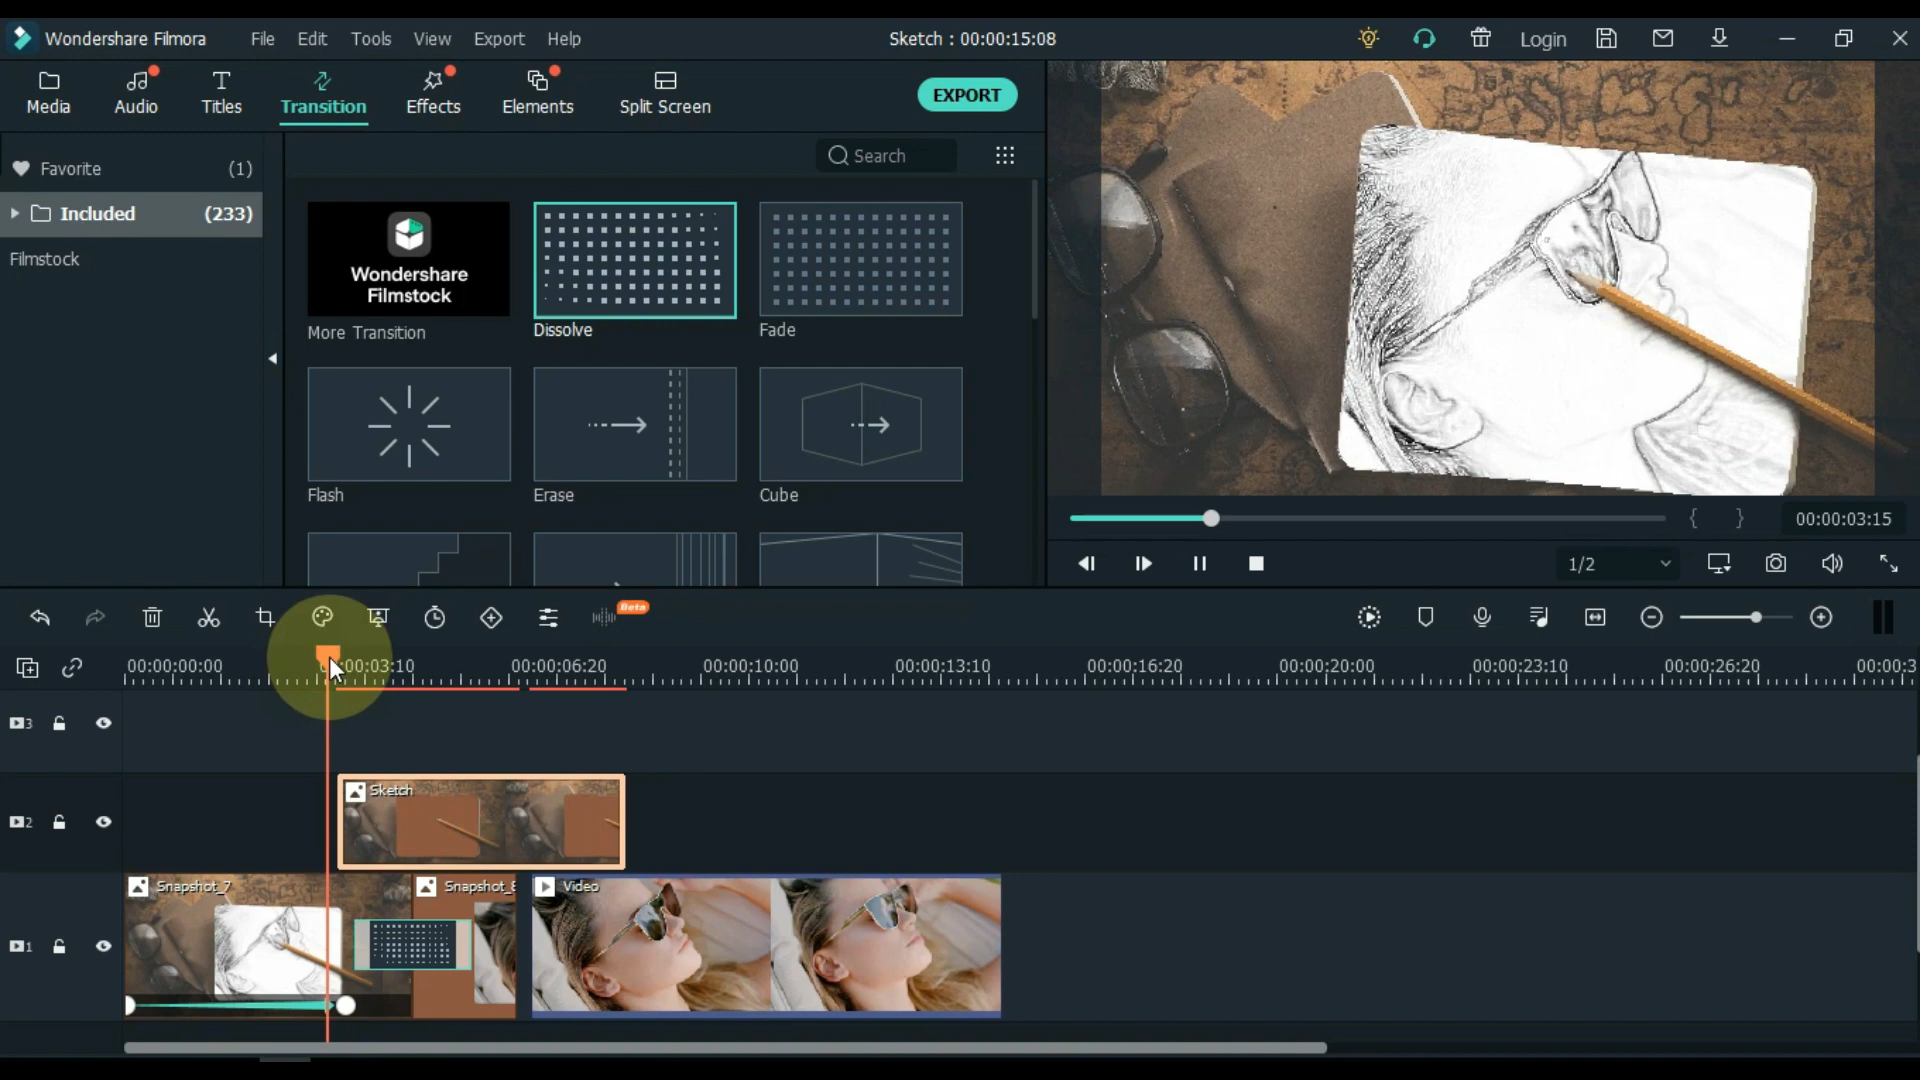 Wondershare Filmora File Edit Tools View Export Help Sketch : 00:00:15:08 Login
Media Audio Titles Transition Effects Elements Split Screen EXPORT
Favorite (1)
Included (233)
Filmstock
Search
Wondershare
Filmstock
More Transition Dissolve Fade
Flash Erase Cube
{ } 00:00:03:15
1/2
Beta
00:00:00:00 00:00:06:20 00:00:10:00 00:00:13:10 00:00:16:20 00:00:20:00 00:00:23:10 00:00:26:20
3
2 Sketch
Snapshot_7 Video
1